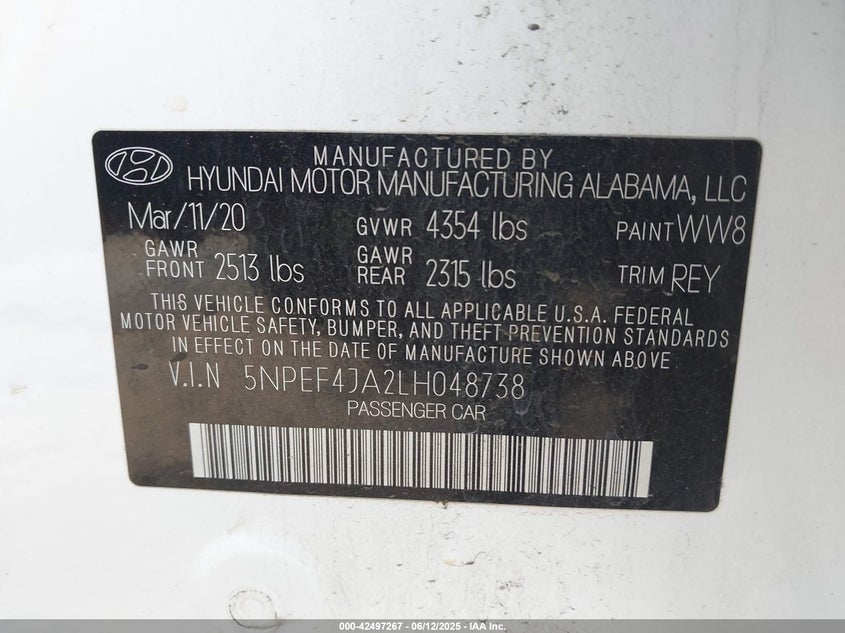 MANUFACTURED BY
HYUNDAI MOTOR MANUFACTURING ALABAMA, LLC
Mar/11/20 GVWR 4354 lbs PAINT WW8
GAWR FRONT 2513 lbs GAWR REAR 2315 lbs TRIM REY
THIS VEHICLE CONFORMS TO ALL APPLICABLE U.S.A. FEDERAL
MOTOR VEHICLE SAFETY, BUMPER, AND THEFT PREVENTION STANDARDS
IN EFFECT ON THE DATE OF MANUFACTURE SHOWN ABOVE
V.I.N 5NPEF4JA2LH048738
PASSENGER CAR
000-42497267 - 06/12/2025 - IAA Inc.